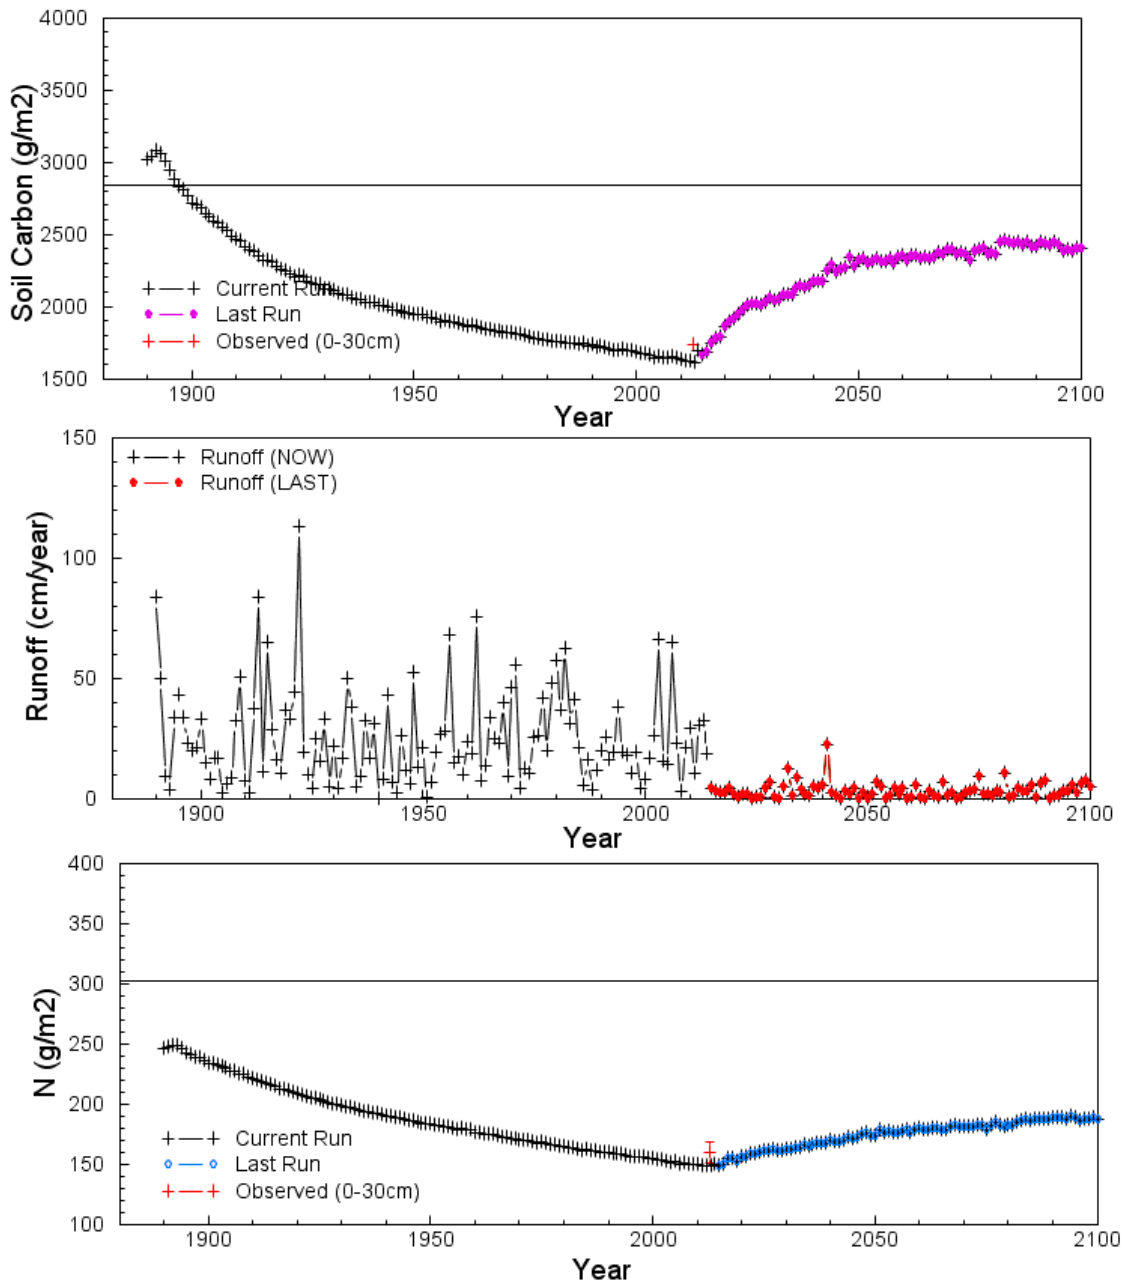 4000
3500
3000
2500
2000
1500
Soil Carbon (g/m2)
Current Run
Last Run
Observed (0-30cm)
1900 1950 2000 2050 2100
Year
150
100
50
0
Runoff (cm/year)
Runoff (NOW)
Runoff (LAST)
1900 1950 2000 2050 2100
Year
400
350
300
250
200
150
100
N (g/m2)
Current Run
Last Run
Observed (0-30cm)
1900 1950 2000 2050 2100
Year